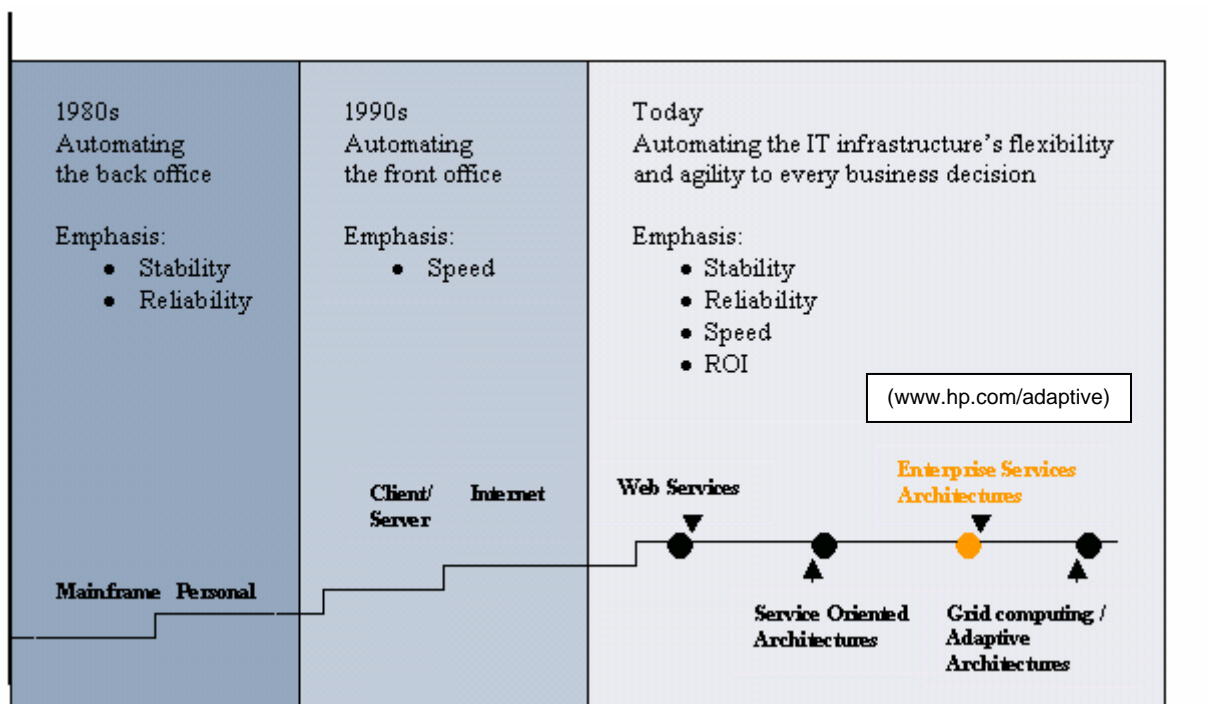 1980s
Automating
the back office
Emphasis:
● Stability
● Reliability
1990s
Automating
the front office
Emphasis:
● Speed
Today
Automating the IT infrastructure's flexibility
and agility to every business decision
Emphasis:
● Stability
● Reliability
● Speed
● ROI
(www.hp.com/adaptive)
Mainframe Personal
Client/ Internet
Server
Web Services
Enterprise Services
Architectures
Service Oriented
Architectures
Grid computing /
Adaptive
Architectures